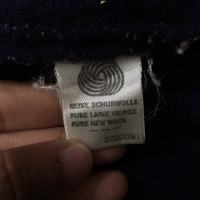 REINE SCHURWOLLE
PURE LAINE VIERGE
PURE NEW WOOL